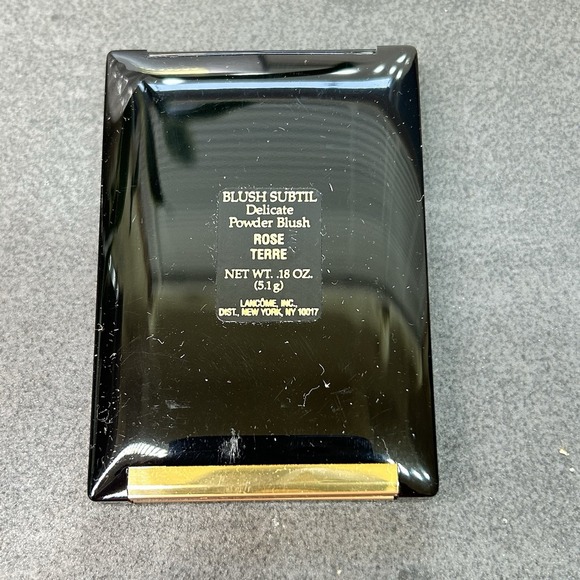 BLUSH SUBTIL
Delicate
Powder Blush
ROSE
TERRE
NET WT. .18 OZ.
(5.1 g)
LANCÔME, INC.,
DIST., NEW YORK, NY 10017